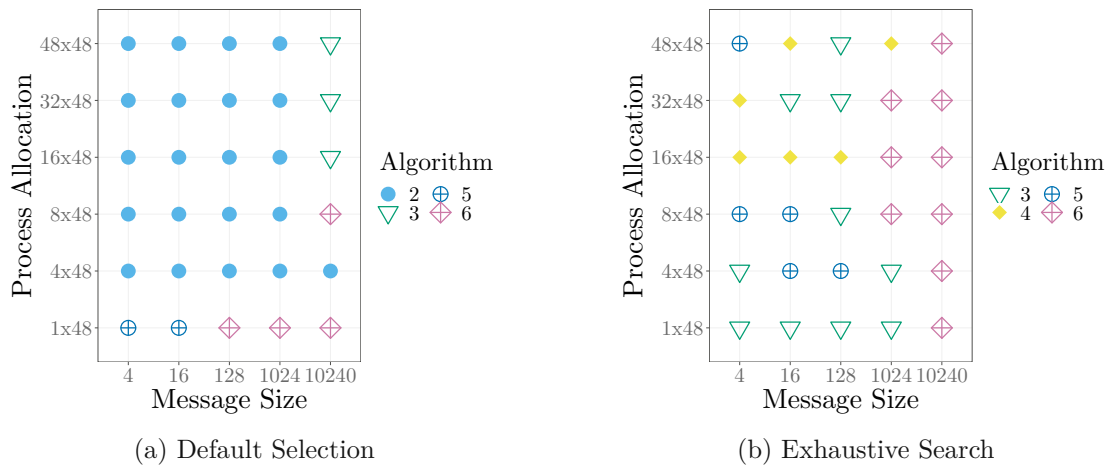 Process Allocation
48x48
32x48
16x48
8x48
4x48
1x48
4 16 128 1024 10240
Message Size
Algorithm
2 5
3 6
(a) Default Selection
Process Allocation
48x48
32x48
16x48
8x48
4x48
1x48
4 16 128 1024 10240
Message Size
Algorithm
3 5
4 6
(b) Exhaustive Search